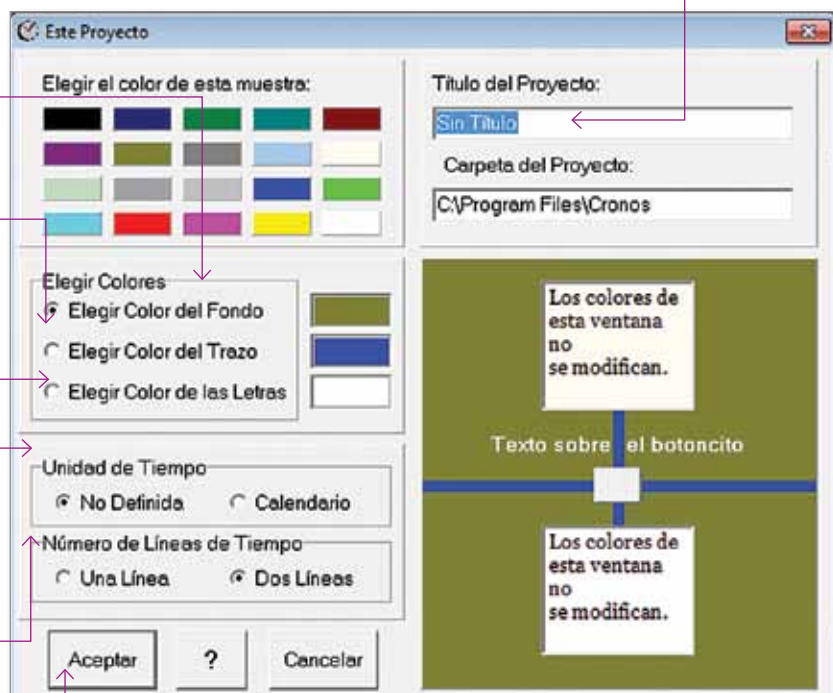 Este Proyecto
Elegir el color de esta muestra:
Título del Proyecto:
Sin Título
Carpeta del Proyecto:
C:\Program Files\Cronos
Elegir Colores
Elegir Color del Fondo
Elegir Color del Trazo
Elegir Color de las Letras
Unidad de Tiempo
No Definida
Calendario
Número de Líneas de Tiempo
Una Línea
Dos Líneas
Aceptar
?
Cancelar
Los colores de
esta ventana
no
se modifican.
Texto sobre el botoncito
Los colores de
esta ventana
no
se modifican.